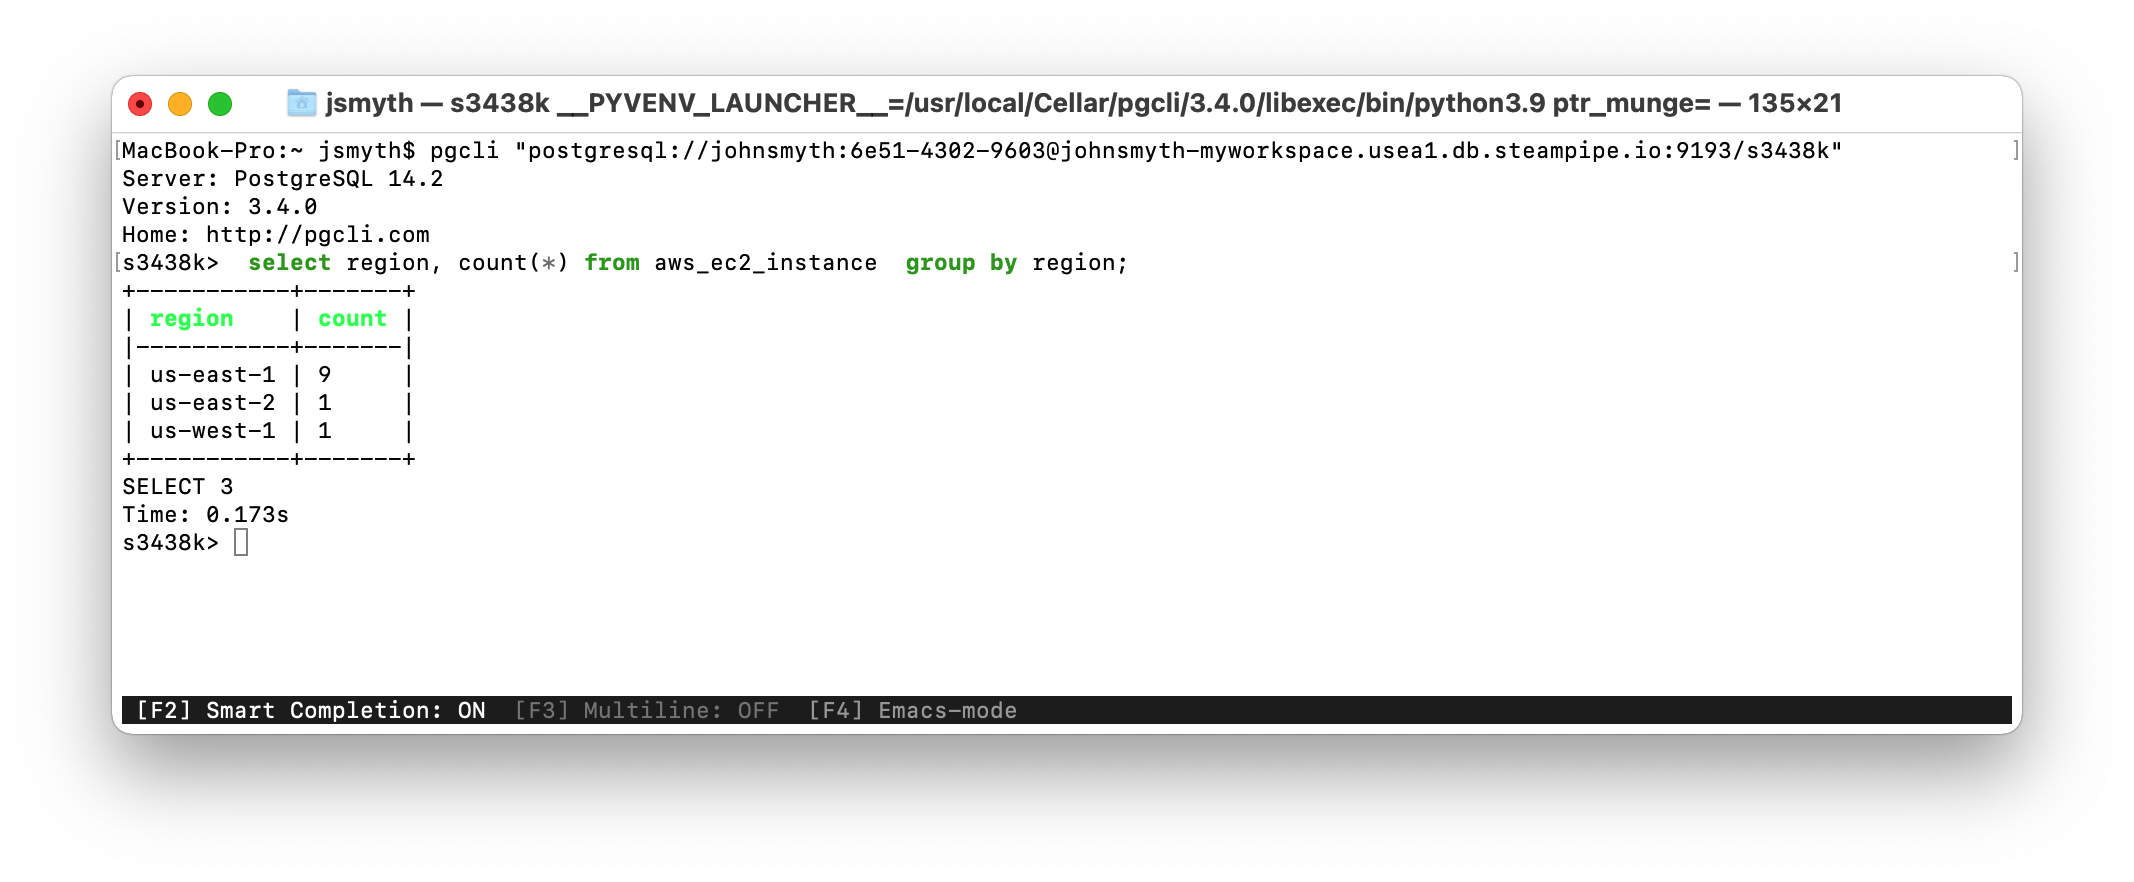 jsmyth — s3438k __PYVENV_LAUNCHER__=/usr/local/Cellar/pgcli/3.4.0/libexec/bin/python3.9 ptr_munge= — 135×21
[MacBook-Pro:~ jsmyth$ pgcli "postgresql://johnsmyth:6e51-4302-9603@johnsmyth-myworkspace.usea1.db.steampipe.io:9193/s3438k" ]
Server: PostgreSQL 14.2
Version: 3.4.0
Home: http://pgcli.com
[s3438k>  select region, count(*) from aws_ec2_instance  group by region; ]
+-----------+-------+
| region    | count |
|-----------+-------|
| us-east-1 | 9     |
| us-east-2 | 1     |
| us-west-1 | 1     |
+-----------+-------+
SELECT 3
Time: 0.173s
s3438k>
[F2] Smart Completion: ON  [F3] Multiline: OFF  [F4] Emacs-mode